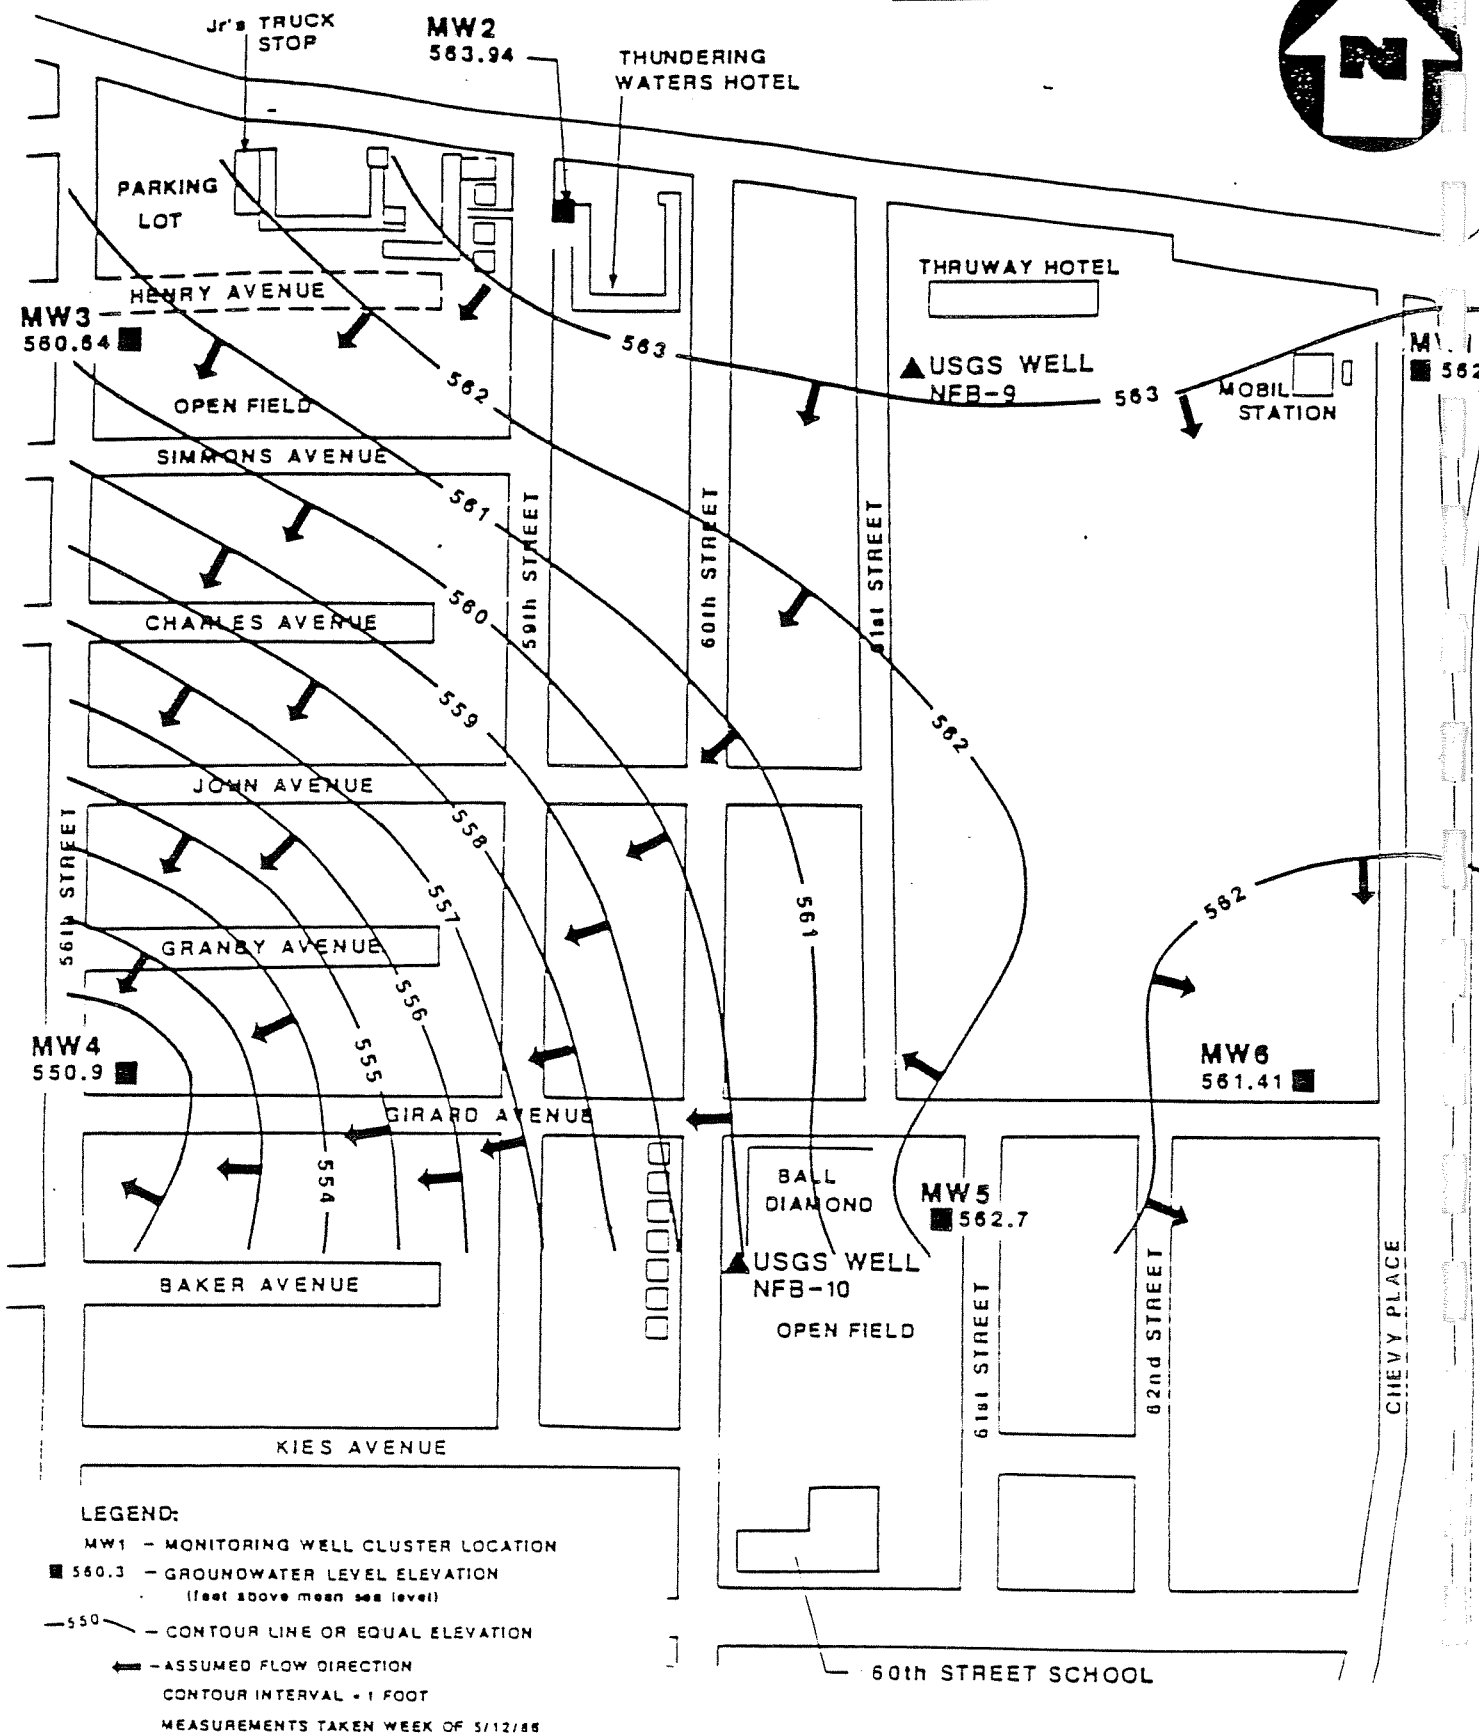 Jr's TRUCK
STOP
MW2
563.94
THUNDERING
WATERS HOTEL
N
PARKING
LOT
HENRY AVENUE
THRUWAY HOTEL
MW3
560.64
563
562
USGS WELL
NFB-9
563
MOBIL
STATION
562
OPEN FIELD
SIMMONS AVENUE
561
59th STREET
60th STREET
61st STREET
560
CHARLES AVENUE
559
562
JOHN AVENUE
558
56th STREET
557
561
562
GRANBY AVENUE
556
MW4
550.9
555
MW6
561.41
GIRARD AVENUE
554
BALL
DIAMOND
MW5
562.7
USGS WELL
NFB-10
BAKER AVENUE
OPEN FIELD
61st STREET
62nd STREET
CHEVY PLACE
KIES AVENUE
LEGEND:
MW1 - MONITORING WELL CLUSTER LOCATION
560.3 - GROUNDWATER LEVEL ELEVATION
(feet above mean sea level)
550 - CONTOUR LINE OR EQUAL ELEVATION
- ASSUMED FLOW DIRECTION
CONTOUR INTERVAL = 1 FOOT
MEASUREMENTS TAKEN WEEK OF 5/12/86
60th STREET SCHOOL